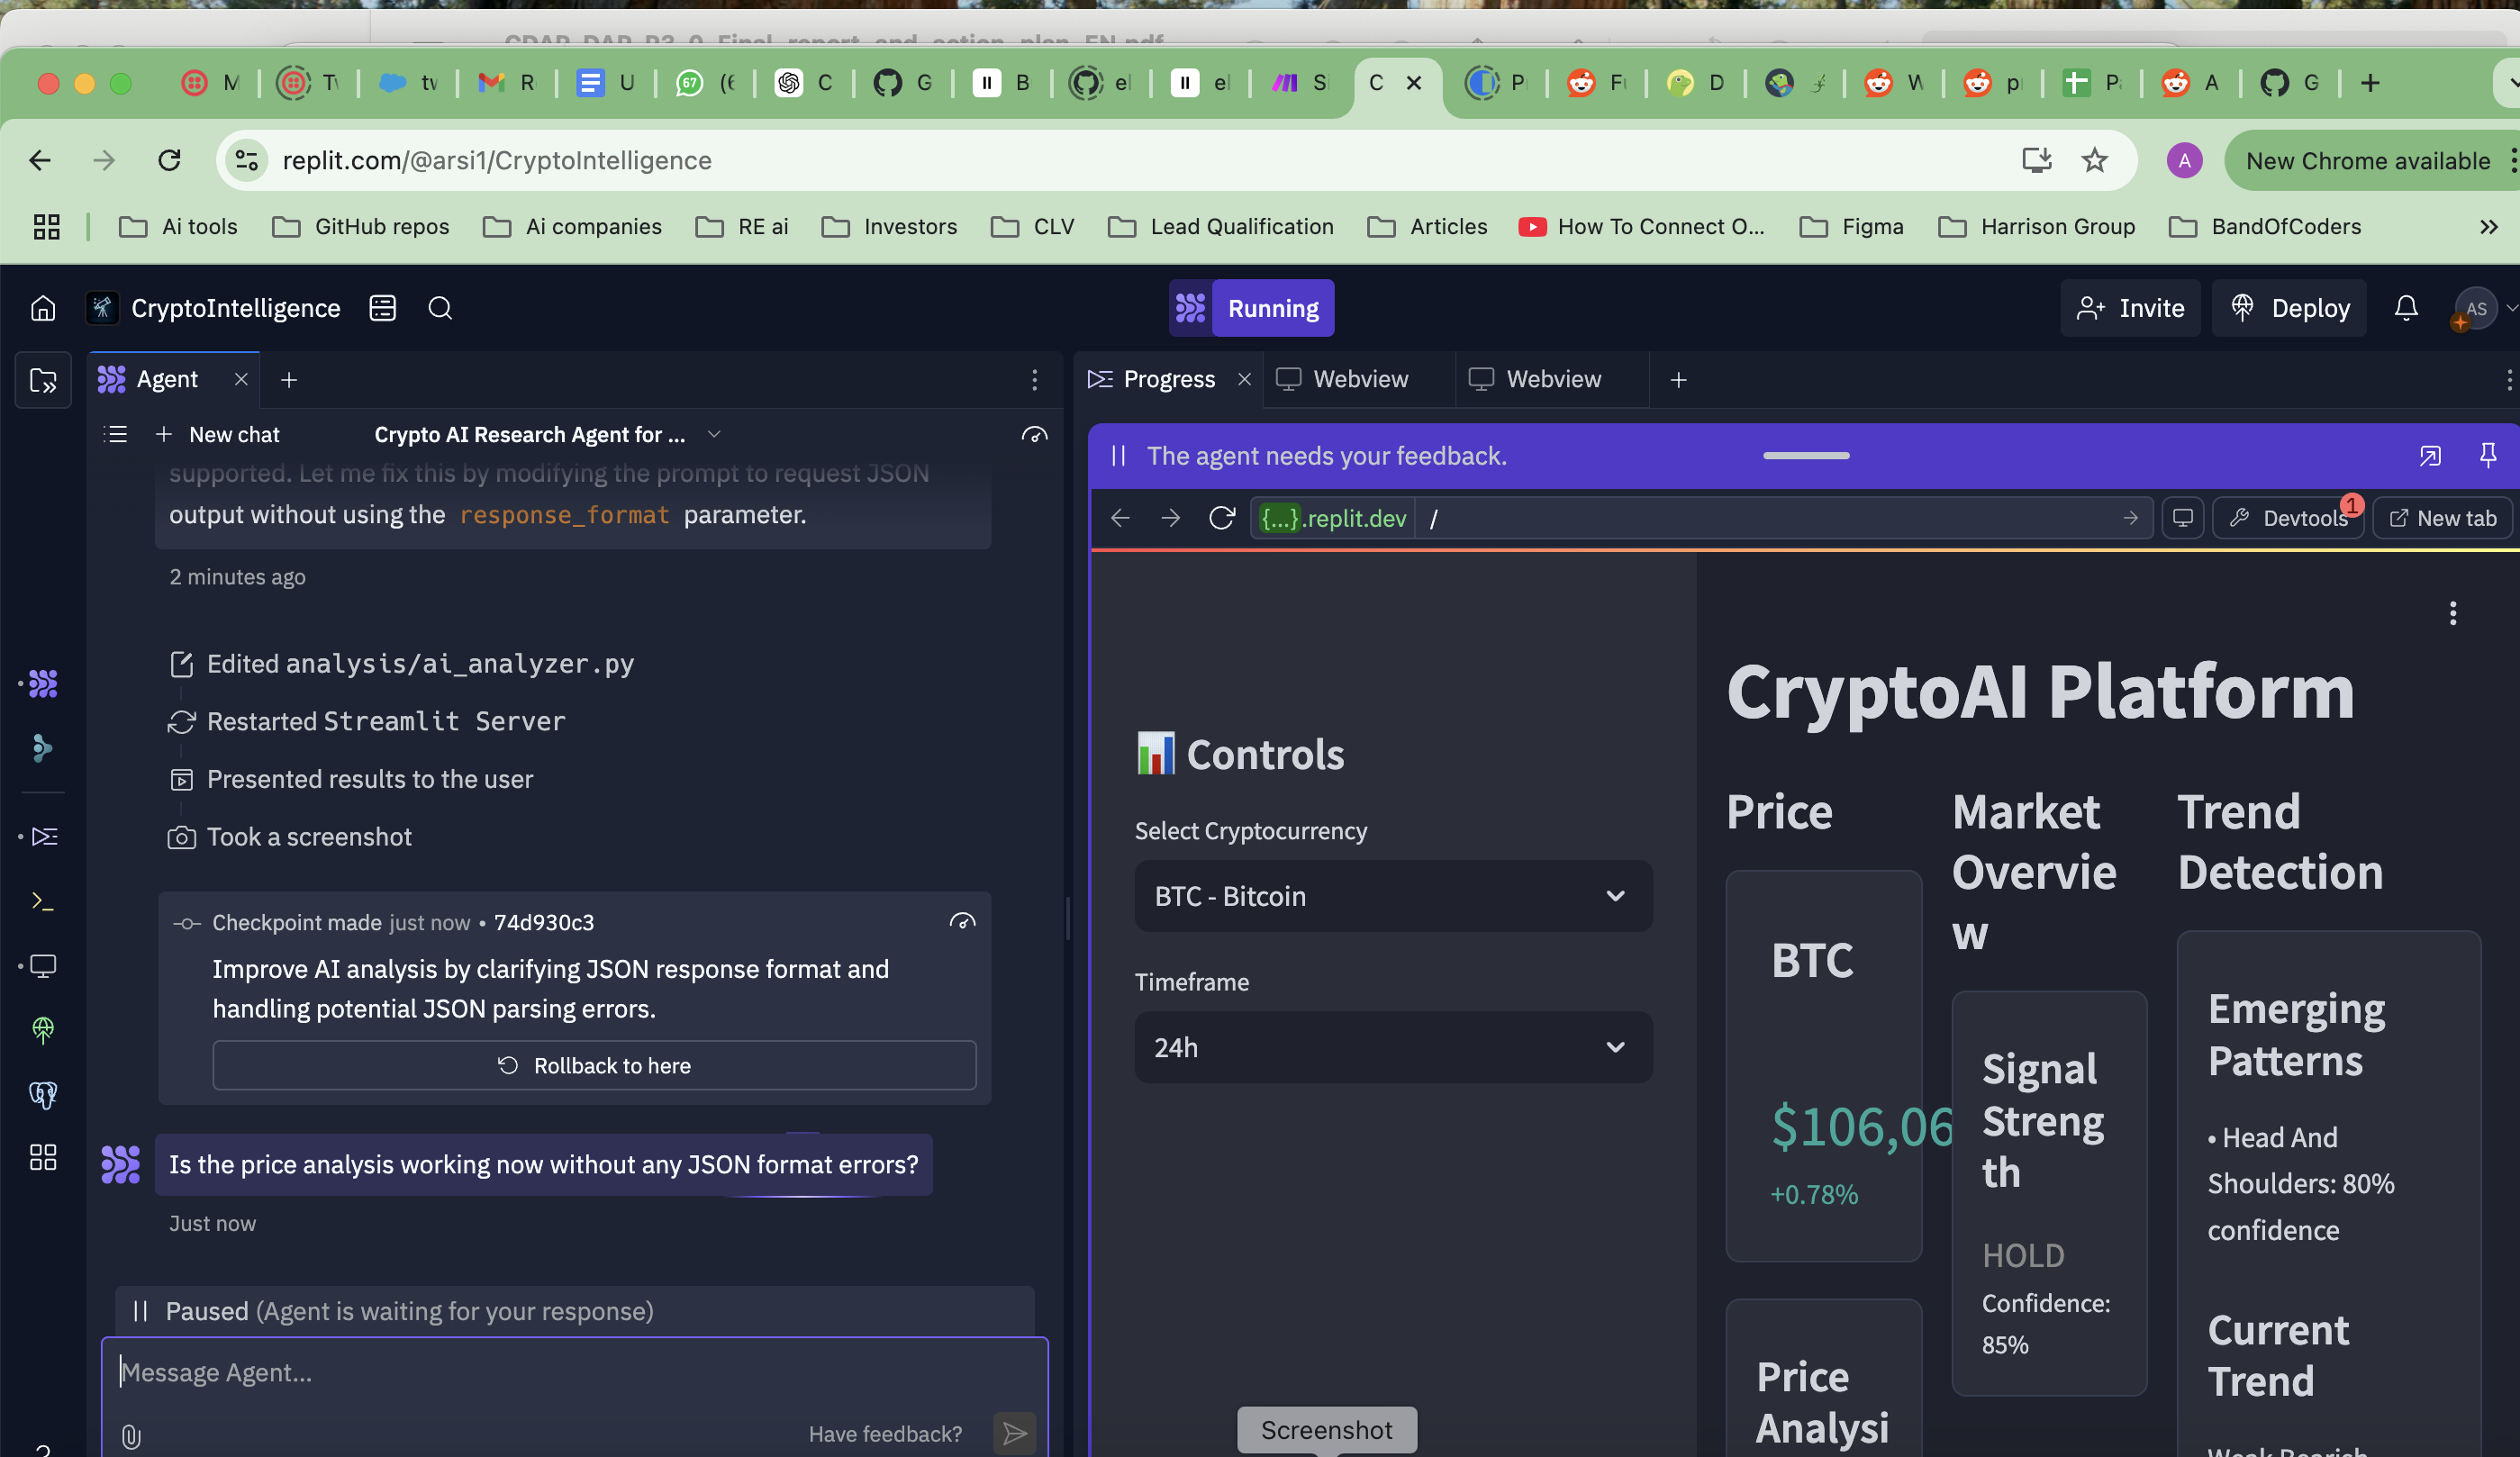 M
Tv
tv
R
U
67
(6
C
G
B
el
el
S
C
P
Fu
D
W
p
P
A
G
replit.com/@arsi1/CryptoIntelligence
A
New Chrome available
Ai tools
GitHub repos
Ai companies
RE ai
Investors
CLV
Lead Qualification
Articles
How To Connect O...
Figma
Harrison Group
BandOfCoders
CryptoIntelligence
Running
Invite
Deploy
AS
Agent
Progress
Webview
Webview
New chat
Crypto AI Research Agent for ...
supported. Let me fix this by modifying the prompt to request JSON
output without using the response_format parameter.
2 minutes ago
Edited analysis/ai_analyzer.py
Restarted Streamlit Server
Presented results to the user
Took a screenshot
Checkpoint made just now • 74d930c3
Improve AI analysis by clarifying JSON response format and
handling potential JSON parsing errors.
Rollback to here
Is the price analysis working now without any JSON format errors?
Just now
Paused (Agent is waiting for your response)
Message Agent...
Have feedback?
The agent needs your feedback.
{...}.replit.dev
/
Devtools
1
New tab
Controls
Select Cryptocurrency
BTC - Bitcoin
Timeframe
24h
CryptoAI Platform
Price
BTC
$106,06
+0.78%
Price
Analysi
Market
Overvie
w
Signal
Streng
th
HOLD
Confidence:
85%
Trend
Detection
Emerging
Patterns
• Head And
Shoulders: 80%
confidence
Current
Trend
Weak Bearish
Screenshot